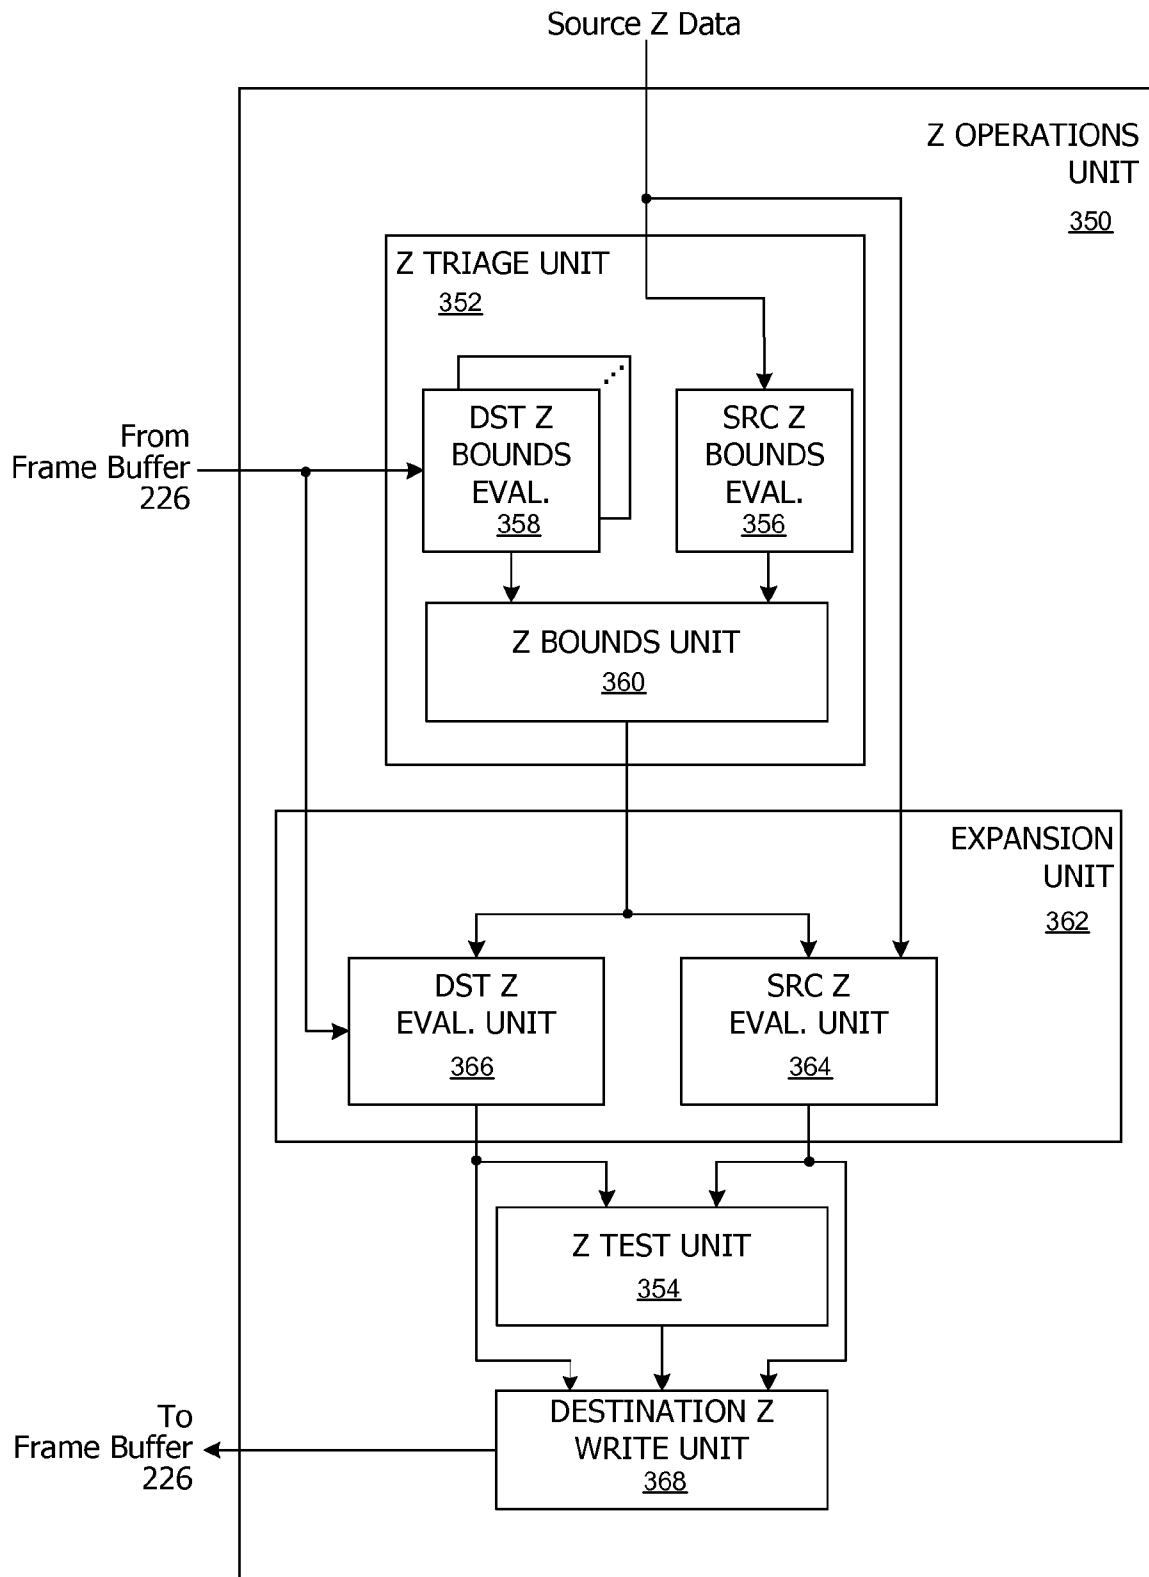 Source Z Data
Z OPERATIONS
UNIT
350
Z TRIAGE UNIT
352
DST Z
BOUNDS
EVAL.
358
SRC Z
BOUNDS
EVAL.
356
From
Frame Buffer
226
Z BOUNDS UNIT
360
EXPANSION
UNIT
362
DST Z
EVAL. UNIT
366
SRC Z
EVAL. UNIT
364
Z TEST UNIT
354
DESTINATION Z
WRITE UNIT
368
To
Frame Buffer
226